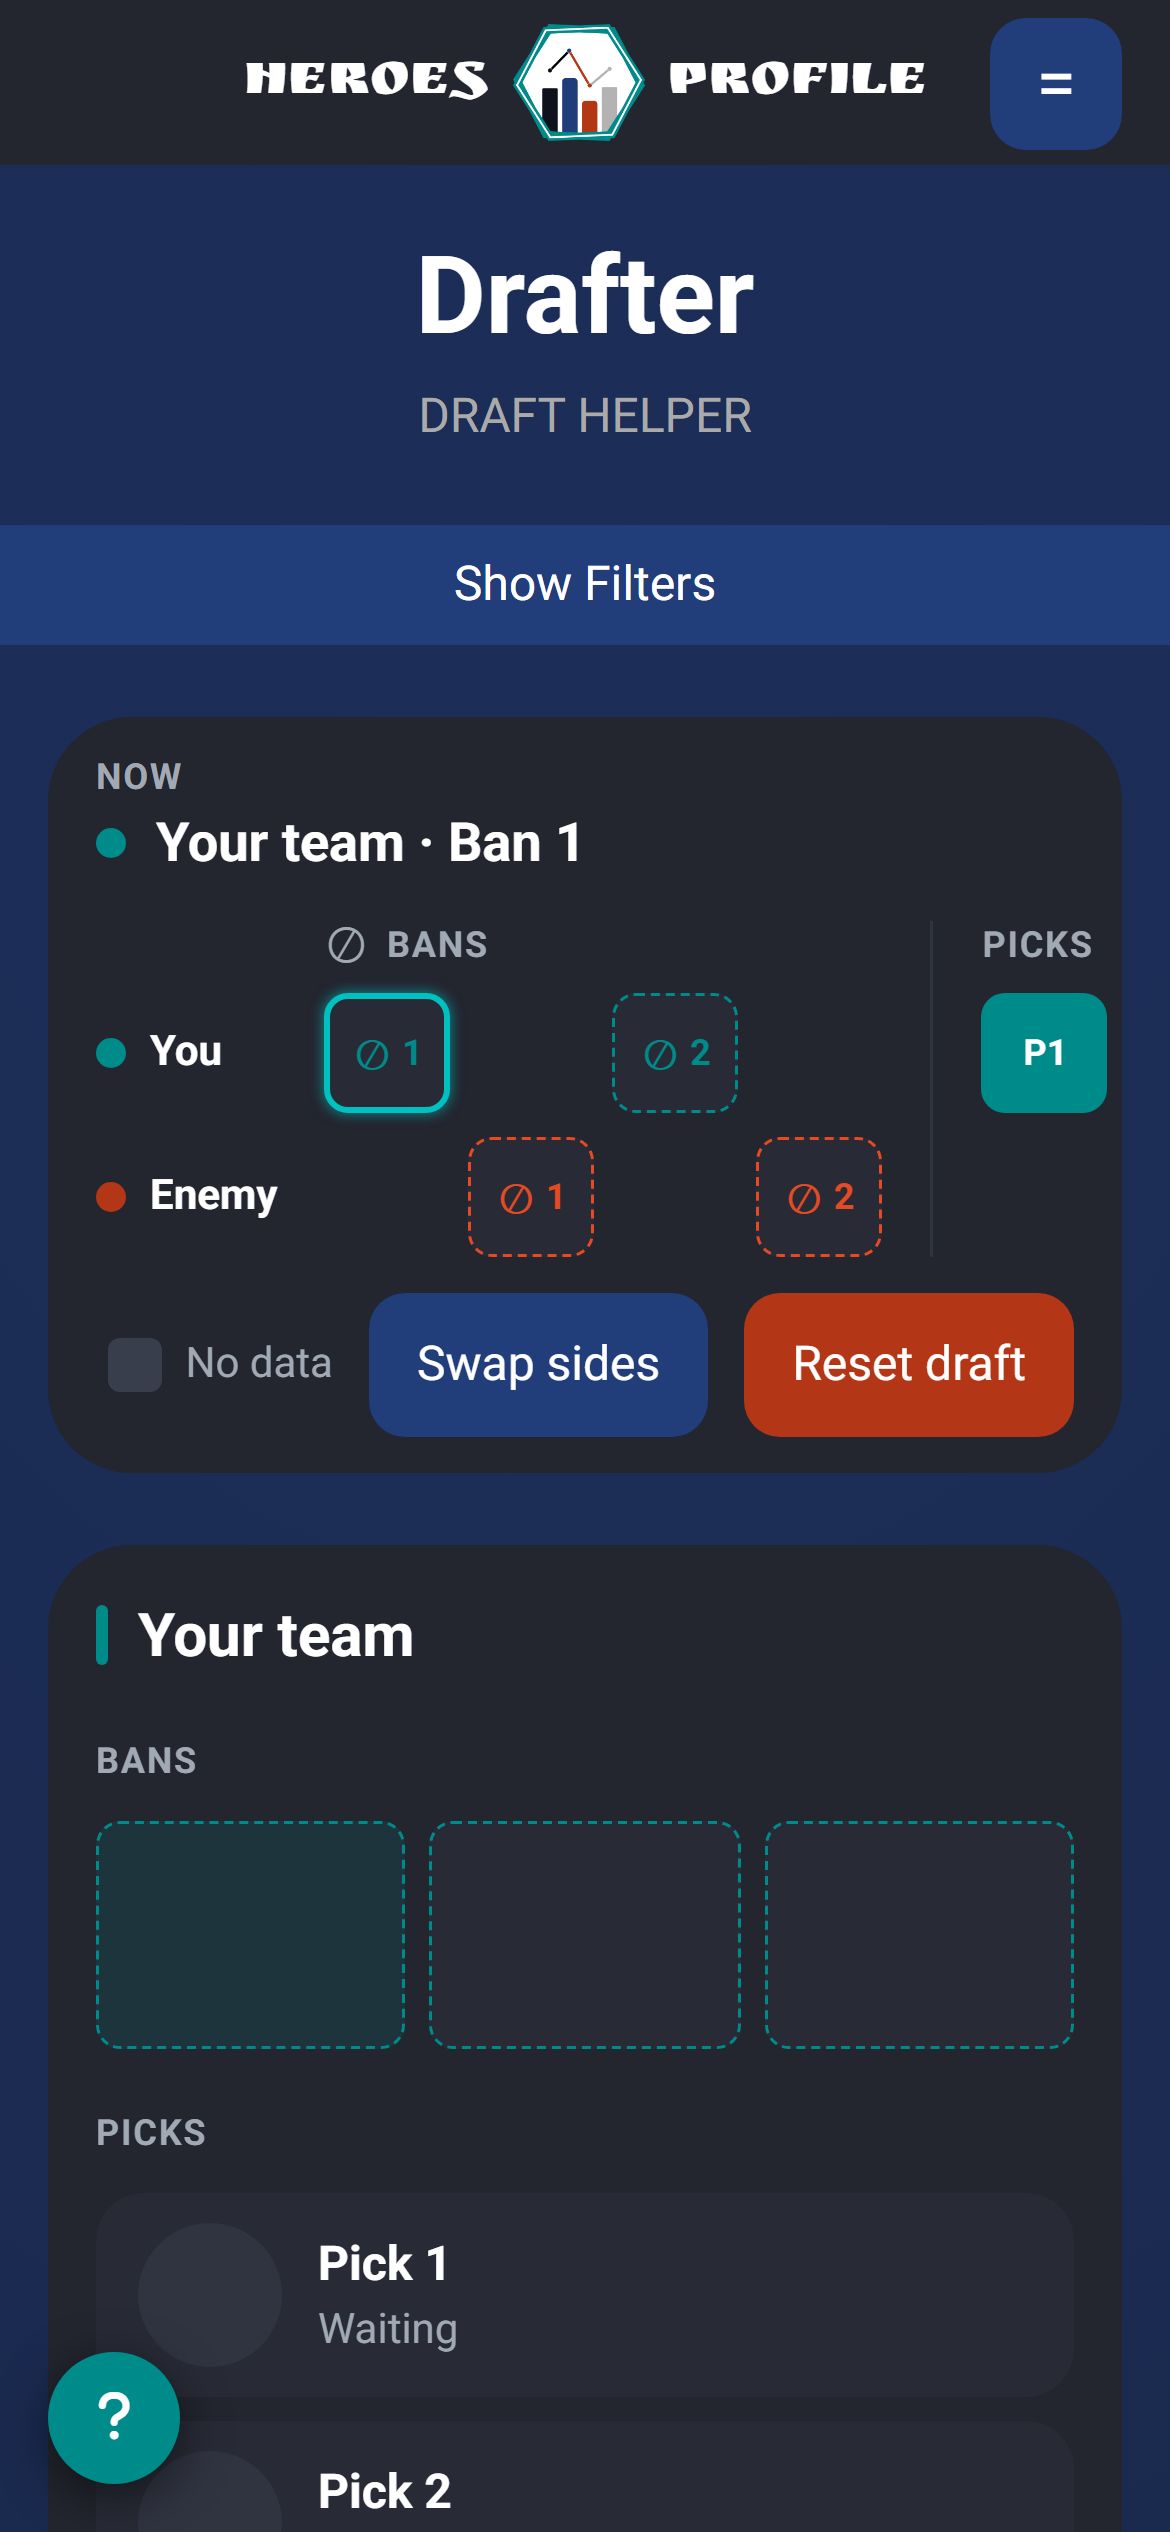 HEROES PROFILE
=
Drafter
DRAFT HELPER
Show Filters
NOW
Your team · Ban 1
BANS PICKS
You 1 2 P1
Enemy 1 2
No data Swap sides Reset draft
Your team
BANS
PICKS
Pick 1
Waiting
?
Pick 2